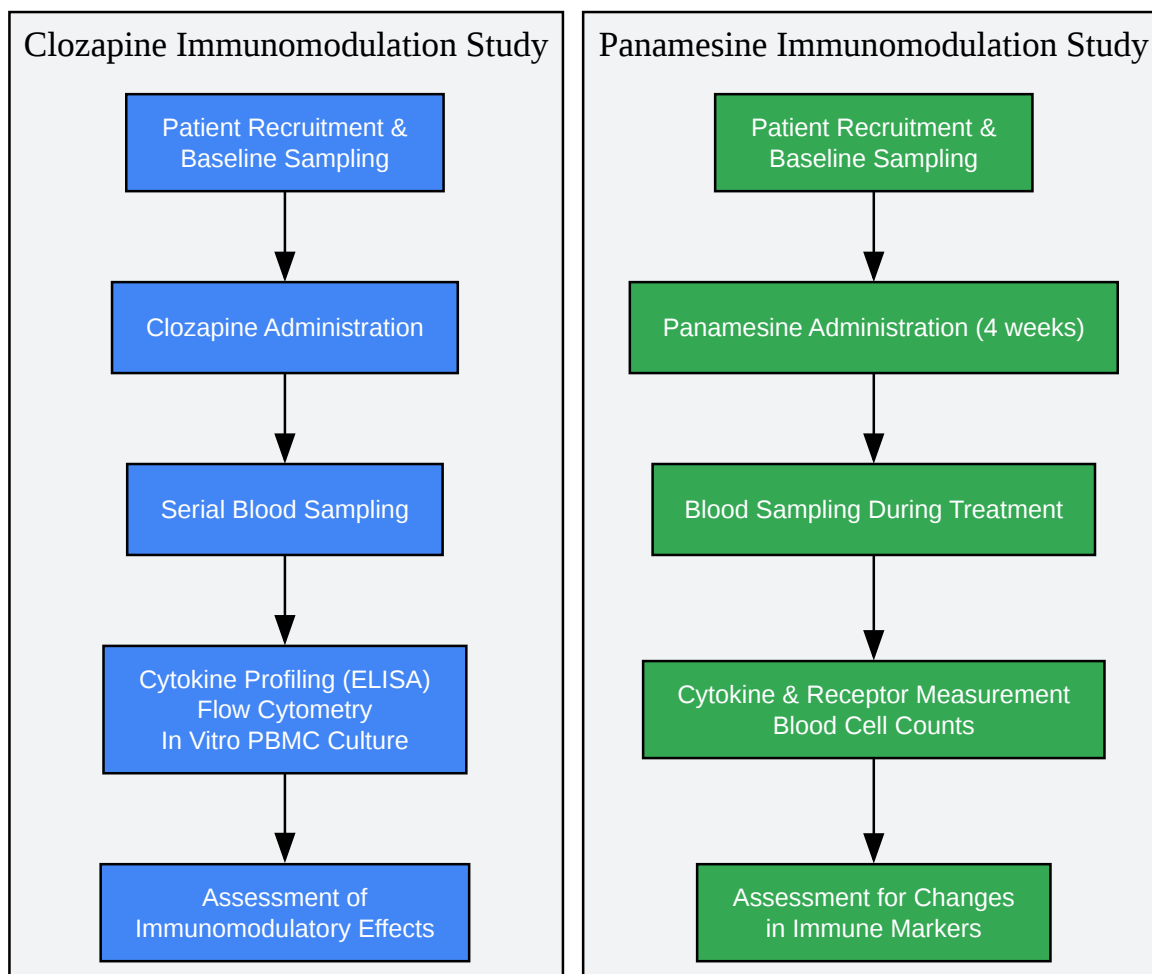 Clozapine Immunomodulation Study
Patient Recruitment &
Baseline Sampling
Clozapine Administration
Serial Blood Sampling
Cytokine Profiling (ELISA)
Flow Cytometry
In Vitro PBMC Culture
Assessment of
Immunomodulatory Effects
Panamesine Immunomodulation Study
Patient Recruitment &
Baseline Sampling
Panamesine Administration (4 weeks)
Blood Sampling During Treatment
Cytokine & Receptor Measurement
Blood Cell Counts
Assessment for Changes
in Immune Markers